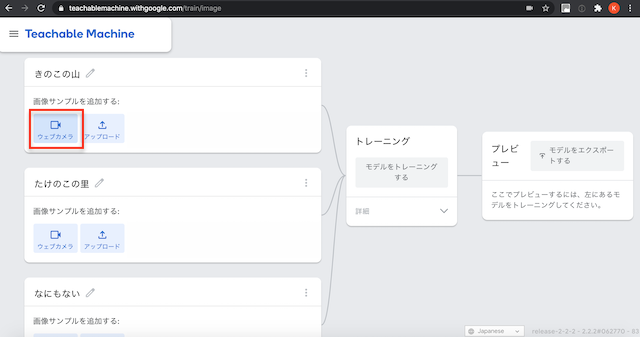 teachablemachine.withgoogle.com/train/image
K
Teachable Machine
きのこの山
画像サンプルを追加する:
ウェブカメラ
アップロード
たけのこの里
画像サンプルを追加する:
ウェブカメラ
アップロード
なにもない
画像サンプルを追加する:
トレーニング
モデルをトレーニング
する
詳細
プレビ
ュー
モデルをエクスポー
トする
ここでプレビューするには、左にあるモ
デルをトレーニングしてください。
Japanese
release-2-2-2 - 2.2.2#062770 - 83